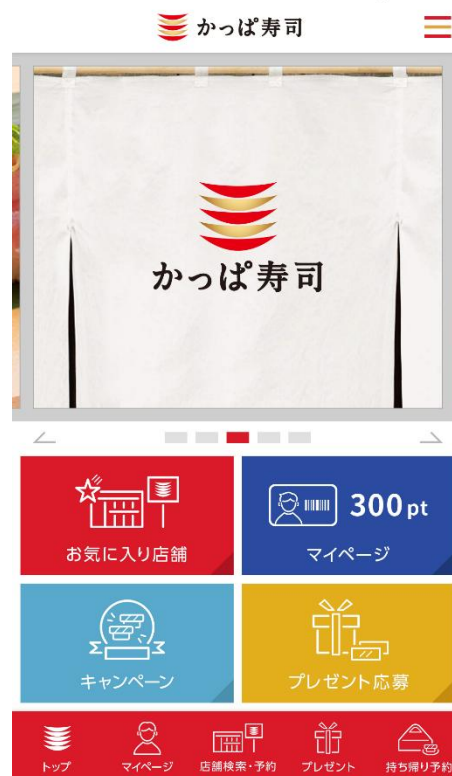 かっぱ寿司
かっぱ寿司
お気に入り店舗
300pt
マイページ
キャンペーン
プレゼント応募
トップ
マイページ
店舗検索・予約
プレゼント
持ち帰り予約